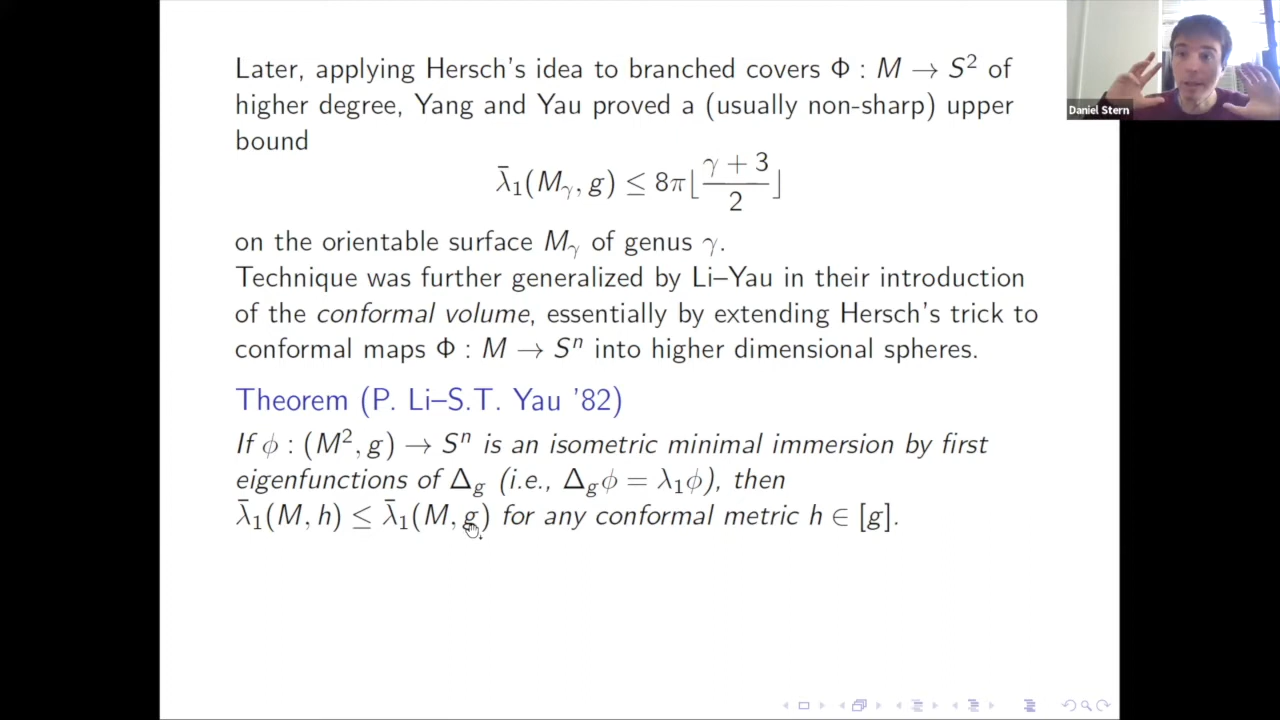 Later, applying Hersch's idea to branched covers Φ : M → S² of
higher degree, Yang and Yau proved a (usually non-sharp) upper
bound
λ̄₁(M_γ, g) ≤ 8π⌊(γ + 3)/2⌋
on the orientable surface M_γ of genus γ.
Technique was further generalized by Li–Yau in their introduction
of the conformal volume, essentially by extending Hersch's trick to
conformal maps Φ : M → Sⁿ into higher dimensional spheres.
Theorem (P. Li–S.T. Yau '82)
If ϕ : (M², g) → Sⁿ is an isometric minimal immersion by first
eigenfunctions of Δ_g (i.e., Δ_gϕ = λ₁ϕ), then
λ̄₁(M, h) ≤ λ̄₁(M, g) for any conformal metric h ∈ [g].
Daniel Stern